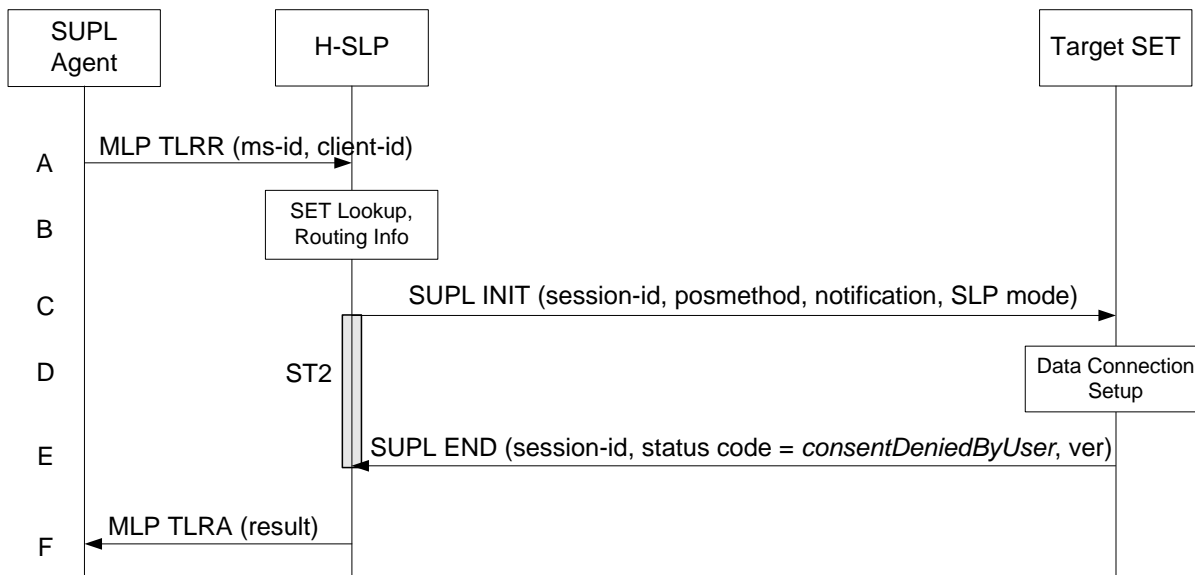 SUPL
Agent
H-SLP
Target SET
A
MLP TLRR (ms-id, client-id)
B
SET Lookup,
Routing Info
C
SUPL INIT (session-id, posmethod, notification, SLP mode)
D
ST2
Data Connection
Setup
E
SUPL END (session-id, status code = consentDeniedByUser, ver)
F
MLP TLRA (result)